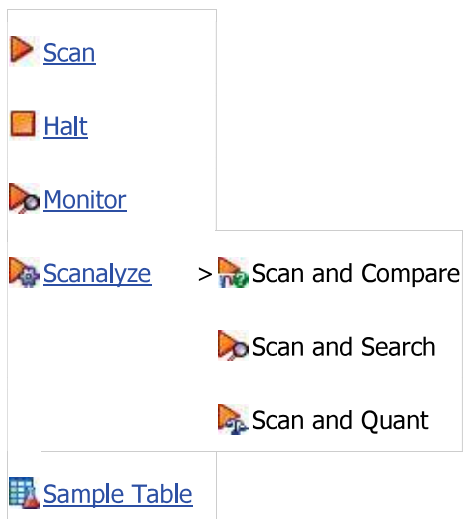 Scan
Halt
Monitor
Scanalyze > Scan and Compare
Scan and Search
Scan and Quant
Sample Table